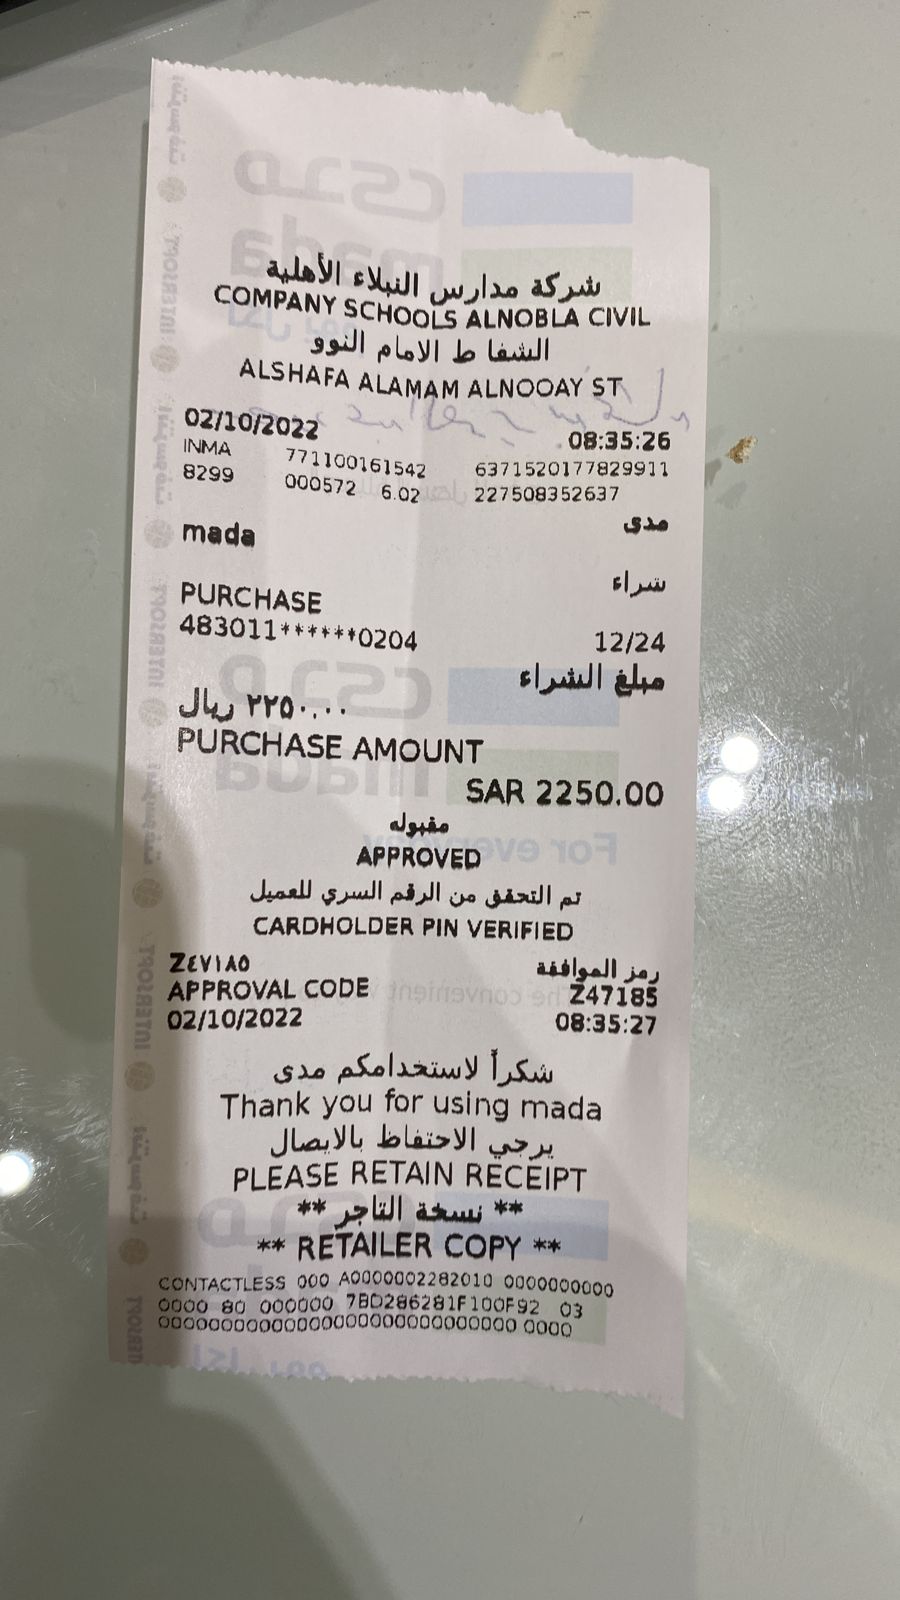 شركة مدارس النبلاء الأهلية
COMPANY SCHOOLS ALNOBLA CIVIL
الشفا ط الامام النوو
ALSHAFA ALAMAM ALNOOAY ST
02/10/2022 08:35:26
INMA 771100161542 6371520177829911
8299 000572 6.02 227508352637
mada مدى
شراء
PURCHASE
483011******0204 12/24
مبلغ الشراء
٢٢٥٠.٠٠ ريال
PURCHASE AMOUNT
SAR 2250.00
مقبوله
APPROVED
تم التحقق من الرقم السري للعميل
CARDHOLDER PIN VERIFIED
Z٤٧١٨٥ رمز الموافقة
APPROVAL CODE Z47185
02/10/2022 08:35:27
شكراً لاستخدامكم مدى
Thank you for using mada
يرجي الاحتفاظ بالايصال
PLEASE RETAIN RECEIPT
** نسخة التاجر **
** RETAILER COPY **
CONTACTLESS 000 A0000002282010 0000000000
0000 80 000000 7BD286281F100F92 03